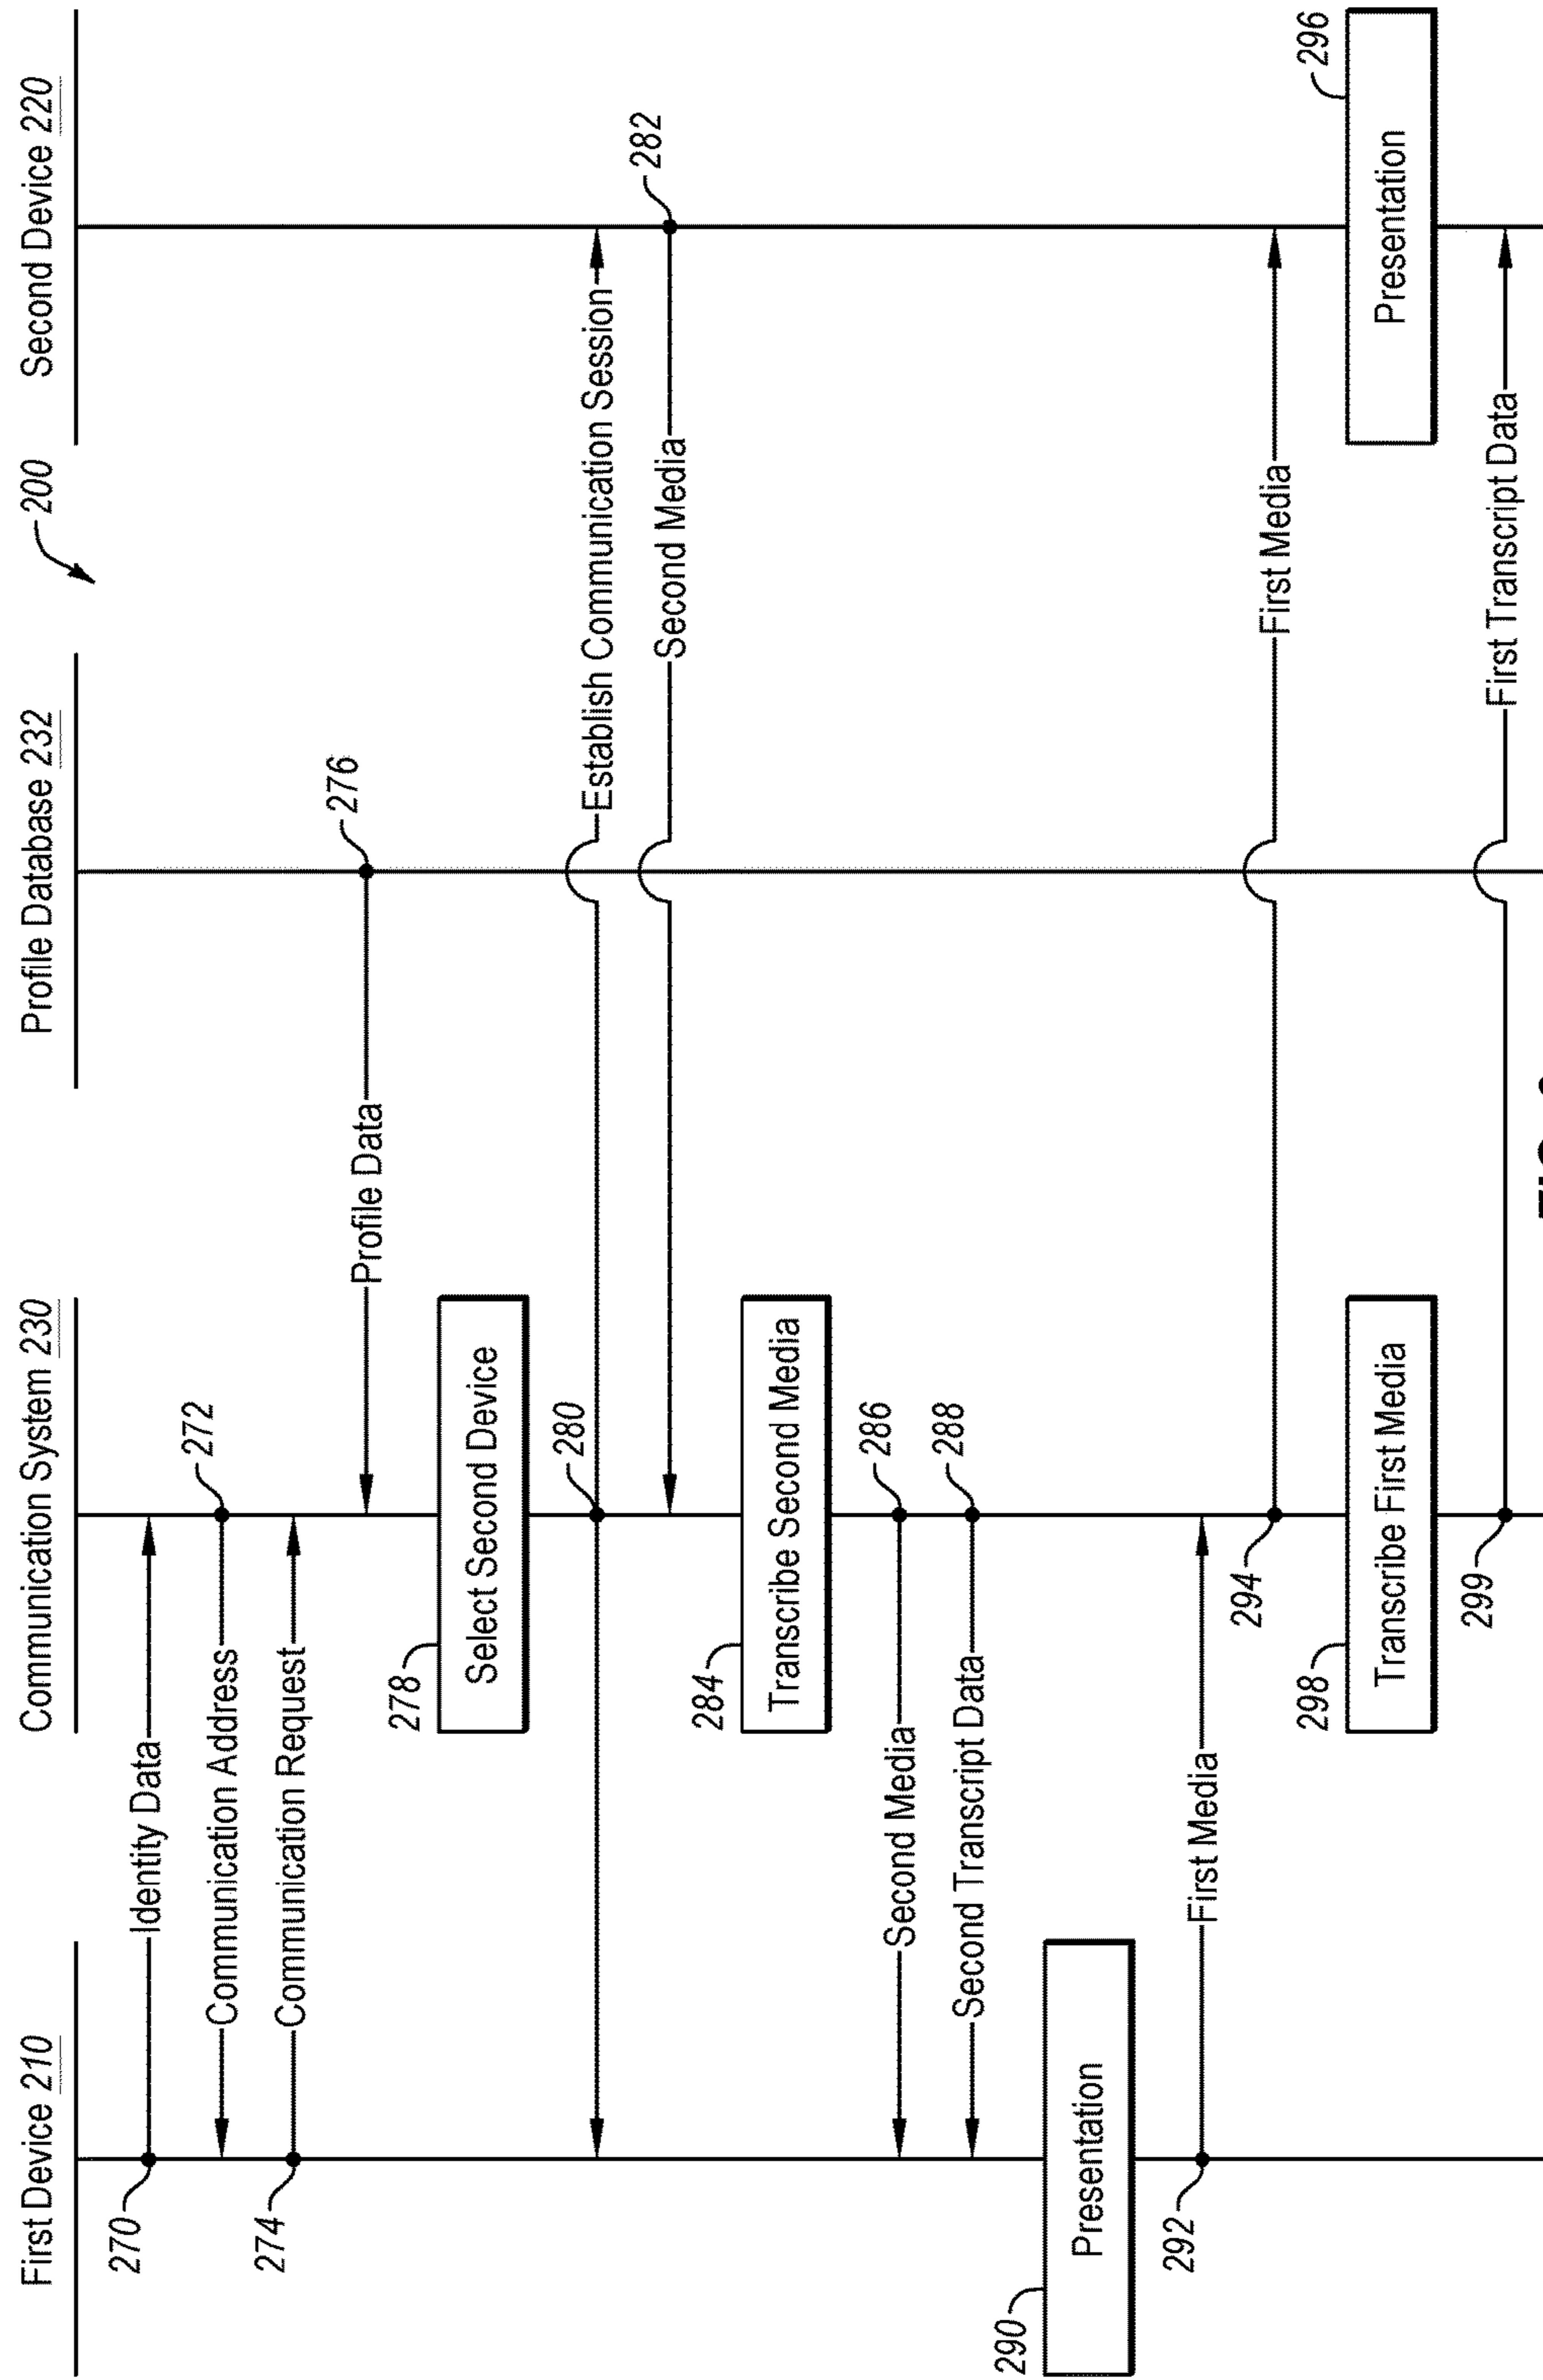 First Device 210
Communication System 230
Profile Database 232
200
Second Device 220
270
Identity Data
Communication Address
272
274
Communication Request
Profile Data
276
278
Select Second Device
280
Establish Communication Session
Second Media
282
284
Transcribe Second Media
Second Media
286
Second Transcript Data
288
290
Presentation
292
First Media
294
First Media
296
Presentation
298
Transcribe First Media
299
First Transcript Data